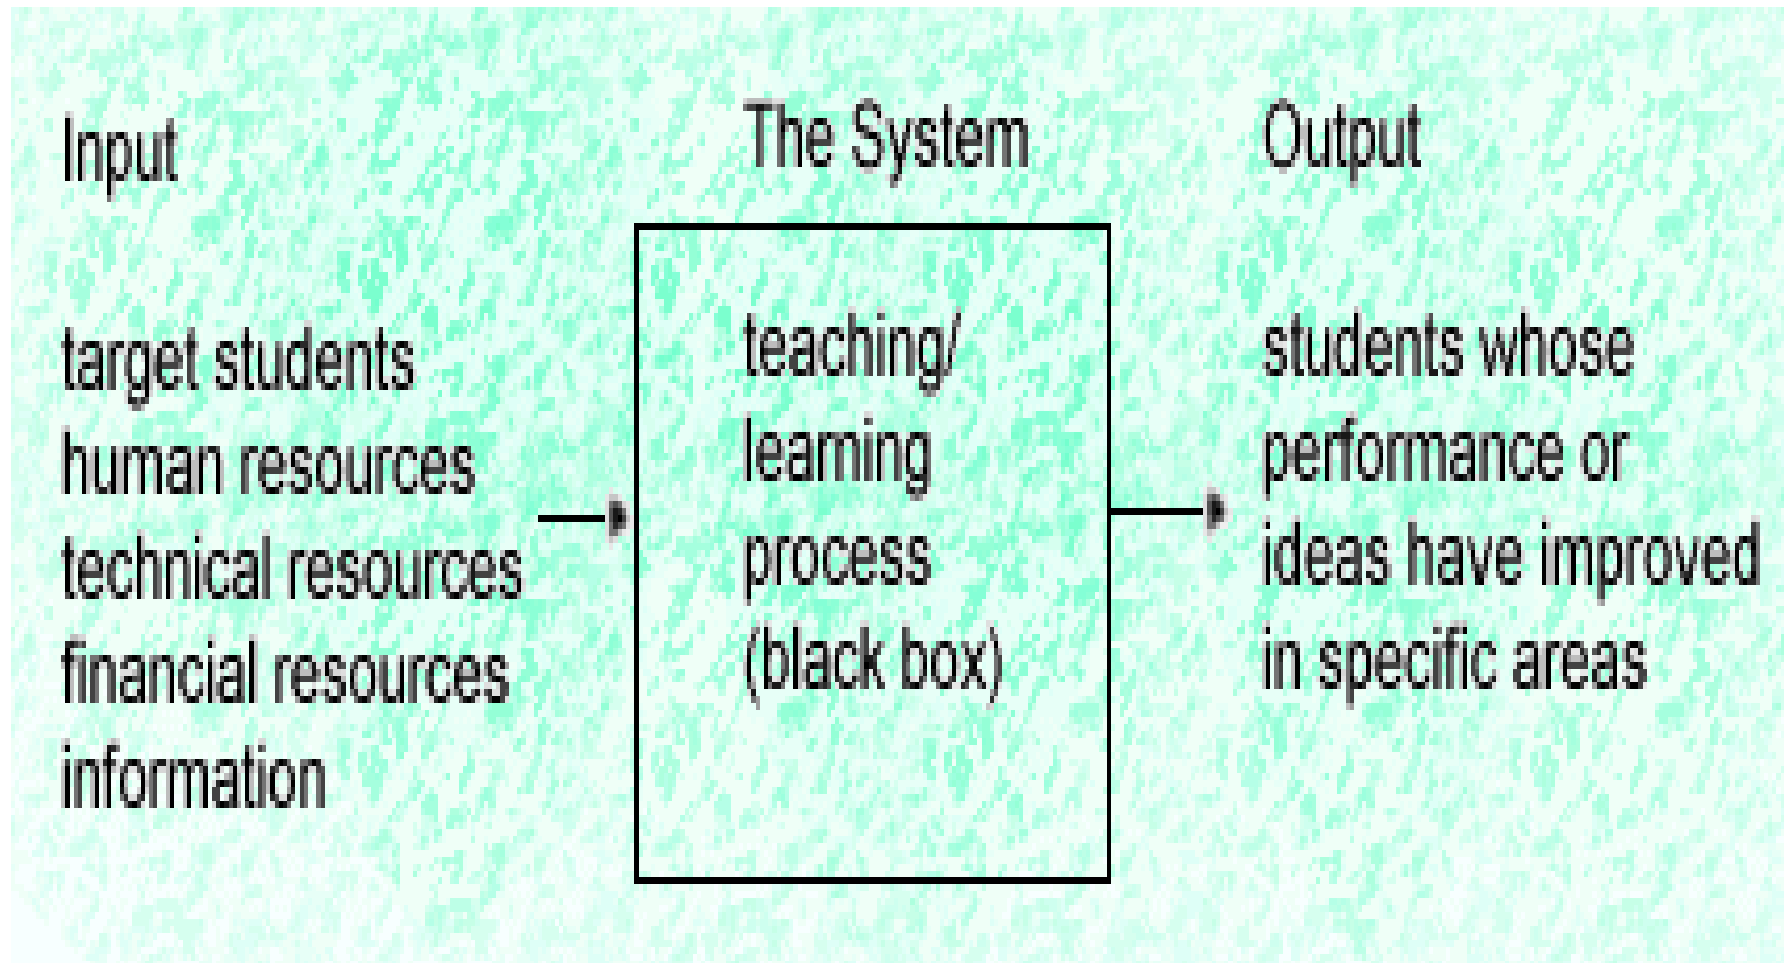 Input
target students
human resources
technical resources
financial resources
information
The System
teaching/
learning
process
(black box)
Output
students whose
performance or
ideas have improved
in specific areas